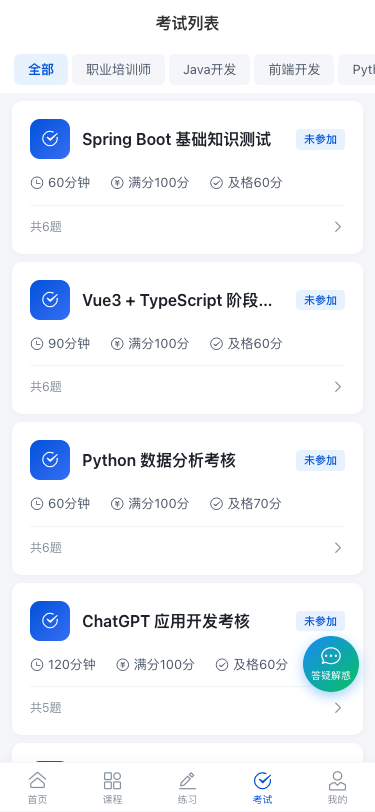 考试列表
全部 职业培训师 Java开发 前端开发 Pyth
Spring Boot 基础知识测试 未参加
60分钟 满分100分 及格60分
共6题
Vue3 + TypeScript 阶段... 未参加
90分钟 满分100分 及格60分
共6题
Python 数据分析考核 未参加
60分钟 满分100分 及格70分
共6题
ChatGPT 应用开发考核 未参加
120分钟 满分100分 及格60分
答疑解惑
共5题
首页 课程 练习 考试 我的